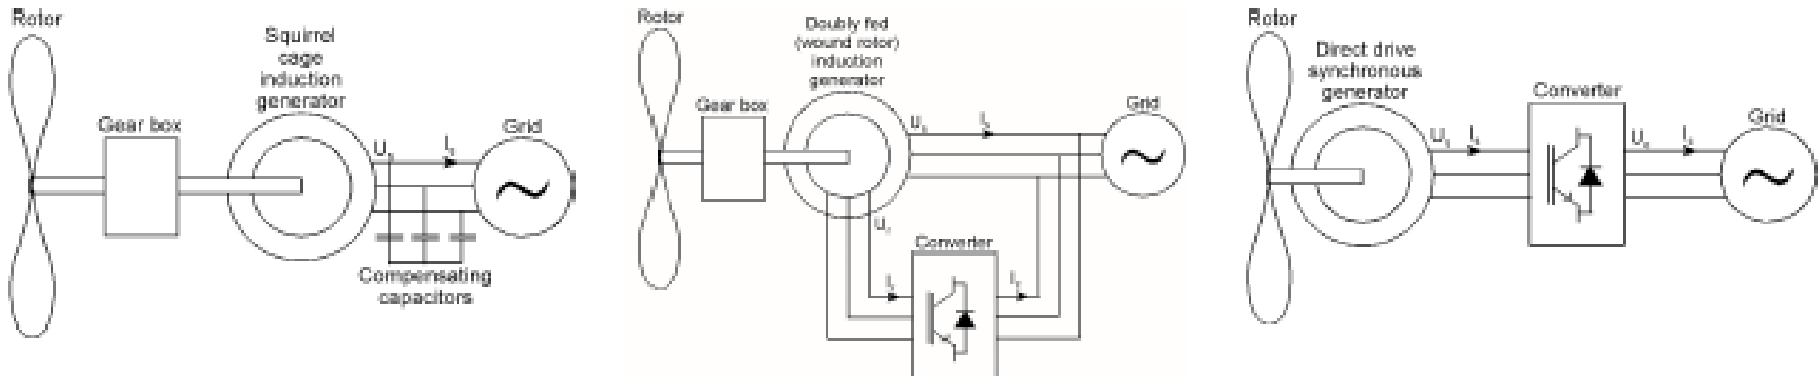 Rotor
Squirrel
cage
induction
generator
Gear box
Grid
Compensating
capacitors
Rotor
Doubly fed
(wound rotor)
induction
generator
Gear box
Grid
Converter
Rotor
Direct drive
synchronous
generator
Converter
Grid